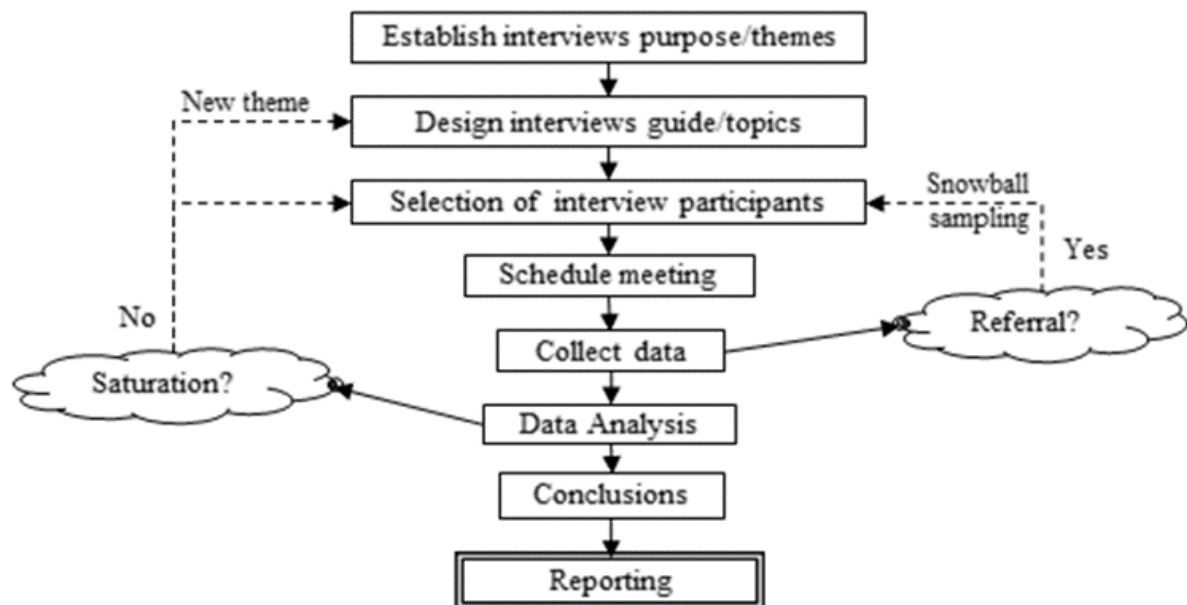 Establish interviews purpose/themes
New theme
Design interviews guide/topics
Selection of interview participants
Snowball
sampling
Yes
Schedule meeting
No
Referral?
Collect data
Saturation?
Data Analysis
Conclusions
Reporting